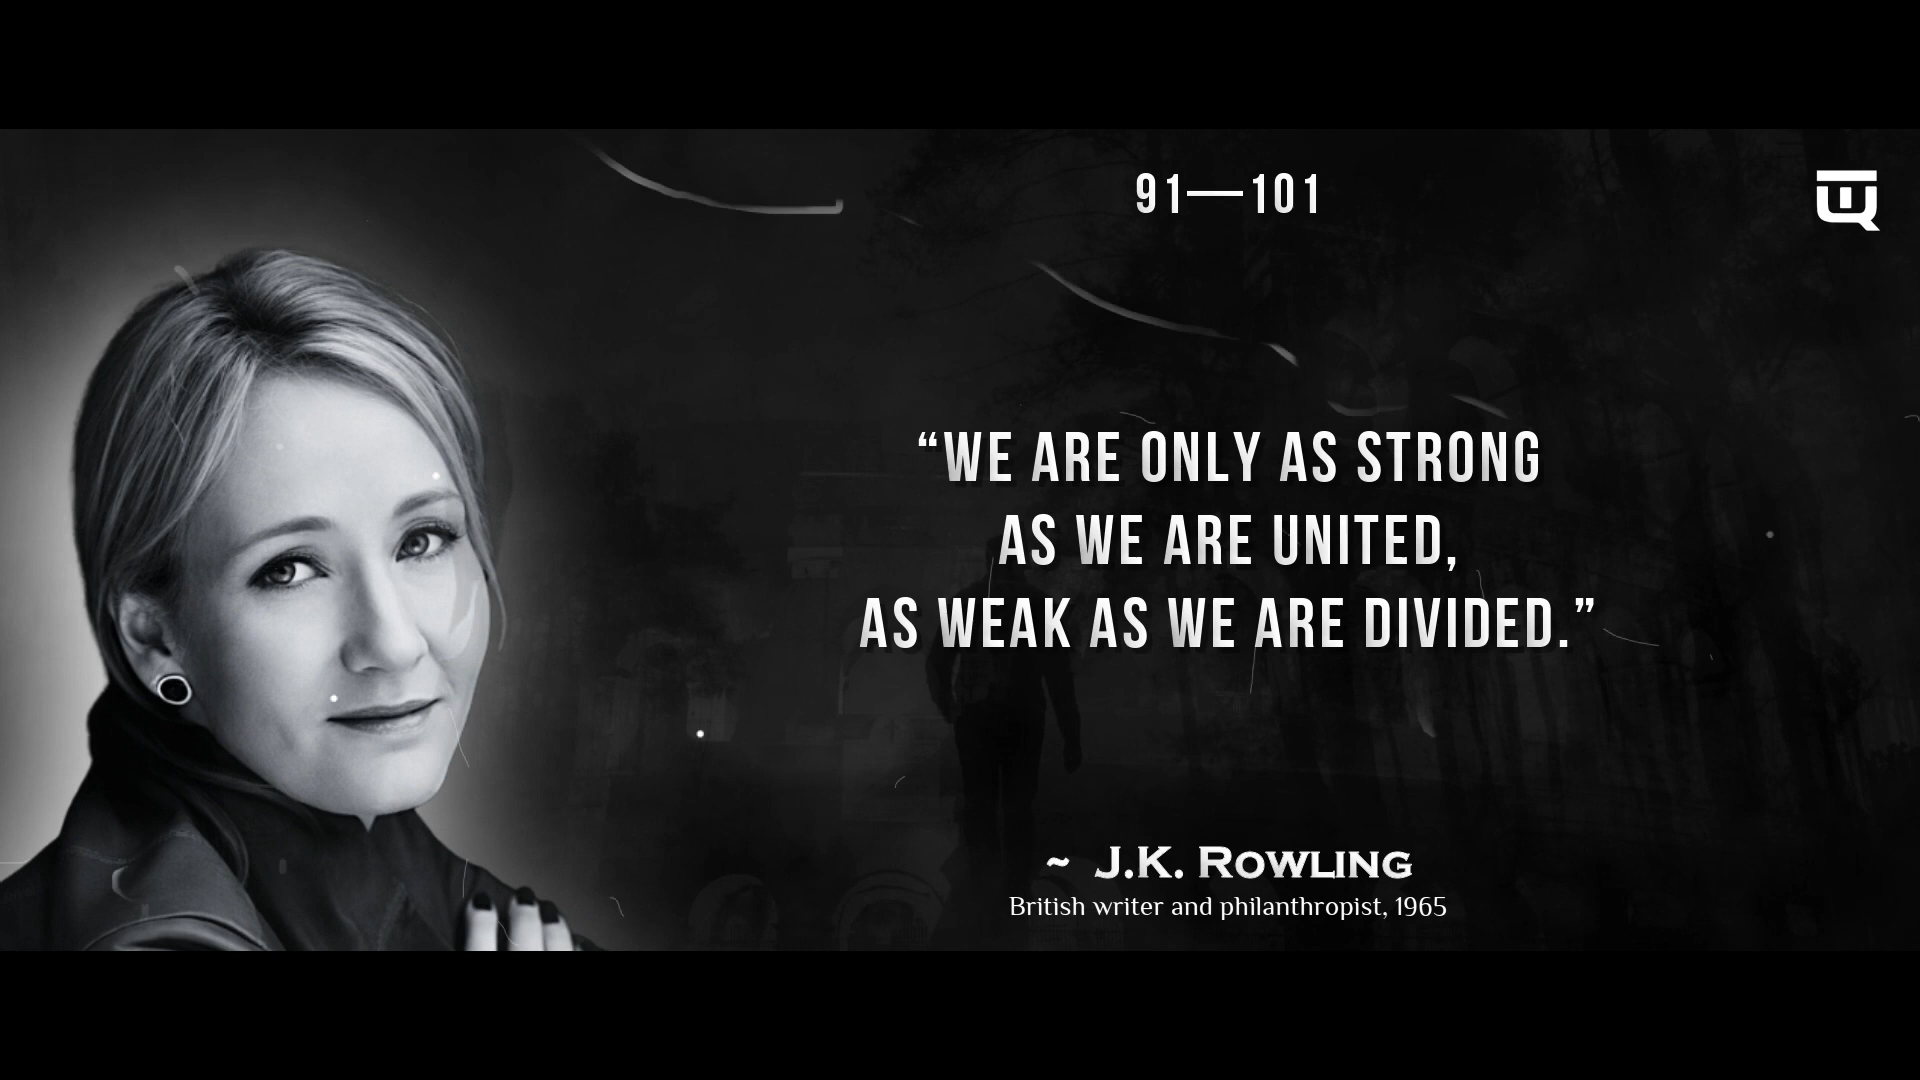 91—101
“WE ARE ONLY AS STRONG
AS WE ARE UNITED,
AS WEAK AS WE ARE DIVIDED.”
~ J.K. ROWLING
British writer and philanthropist, 1965